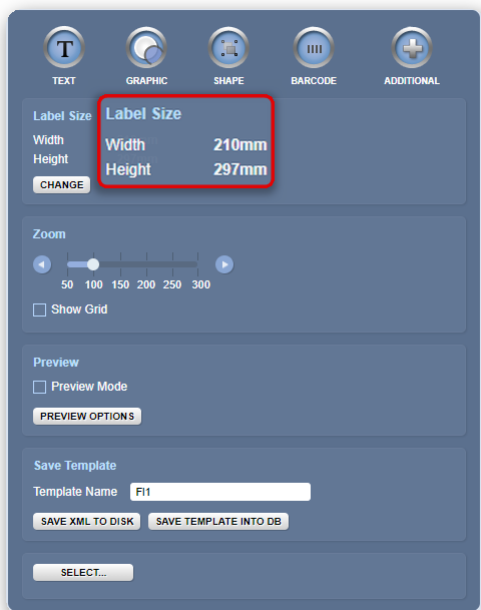 T
TEXT GRAPHIC SHAPE BARCODE ADDITIONAL
Label Size
Width
Height
CHANGE
Label Size
Width 210mm
Height 297mm
Zoom
50 100 150 200 250 300
Show Grid
Preview
Preview Mode
PREVIEW OPTIONS
Save Template
Template Name FI1
SAVE XML TO DISK SAVE TEMPLATE INTO DB
SELECT...